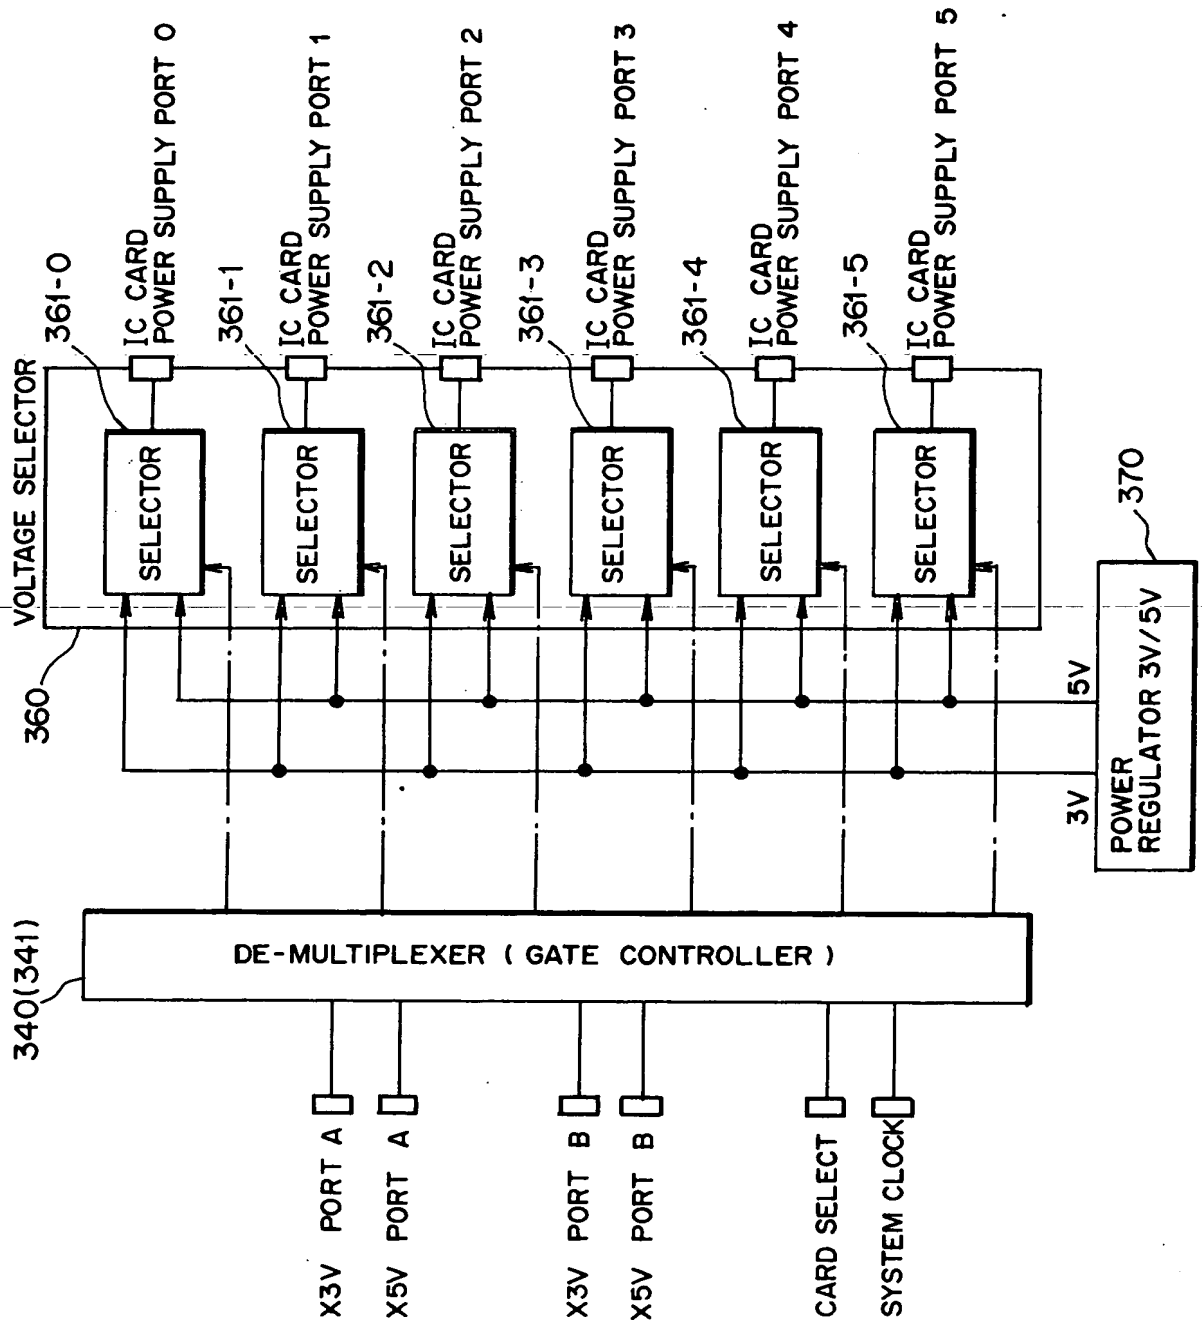 VOLTAGE SELECTOR
360
361-0
SELECTOR
IC CARD
POWER SUPPLY PORT 0
361-1
SELECTOR
IC CARD
POWER SUPPLY PORT 1
361-2
SELECTOR
IC CARD
POWER SUPPLY PORT 2
361-3
SELECTOR
IC CARD
POWER SUPPLY PORT 3
361-4
SELECTOR
IC CARD
POWER SUPPLY PORT 4
361-5
SELECTOR
IC CARD
POWER SUPPLY PORT 5
340(341)
DE-MULTIPLEXER ( GATE CONTROLLER )
X3V PORT A
X5V PORT A
X3V PORT B
X5V PORT B
CARD SELECT
SYSTEM CLOCK
3V
5V
POWER
REGULATOR 3V/5V
370